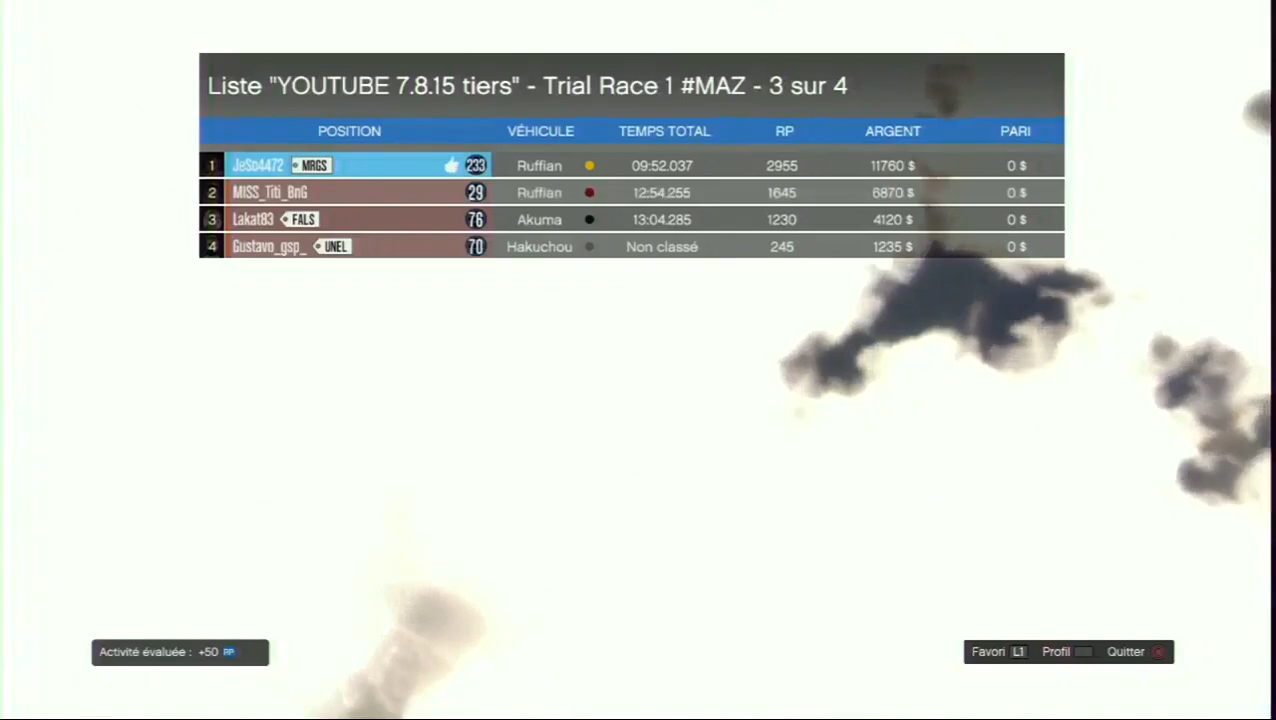 Liste "YOUTUBE 7.8.15 tiers" - Trial Race 1 #MAZ - 3 sur 4
POSITION VÉHICULE TEMPS TOTAL RP ARGENT PARI
1 JeSp4472 MRGS 233 Ruffian 09:52.037 2955 11760 $ 0 $
2 MISS_Titi_BnG 29 Ruffian 12:54.255 1645 6870 $ 0 $
3 Lakat83 FALS 76 Akuma 13:04.285 1230 4120 $ 0 $
4 Gustavo_gsp_ UNEL 70 Hakuchou Non classé 245 1235 $ 0 $
Activité évaluée : +50 RP
Favori L1 Profil Quitter